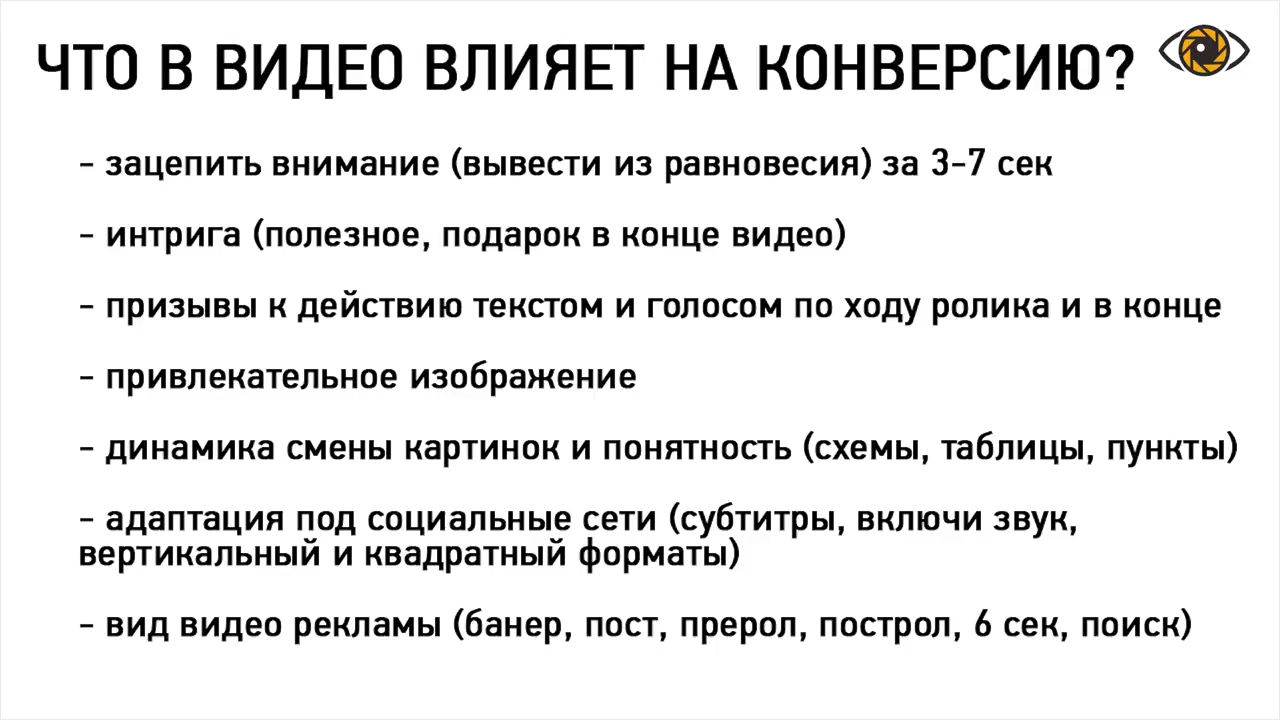 ЧТО В ВИДЕО ВЛИЯЕТ НА КОНВЕРСИЮ?
- зацепить внимание (вывести из равновесия) за 3-7 сек
- интрига (полезное, подарок в конце видео)
- призывы к действию текстом и голосом по ходу ролика и в конце
- привлекательное изображение
- динамика смены картинок и понятность (схемы, таблицы, пункты)
- адаптация под социальные сети (субтитры, включи звук,
вертикальный и квадратный форматы)
- вид видео рекламы (банер, пост, прерол, построл, 6 сек, поиск)